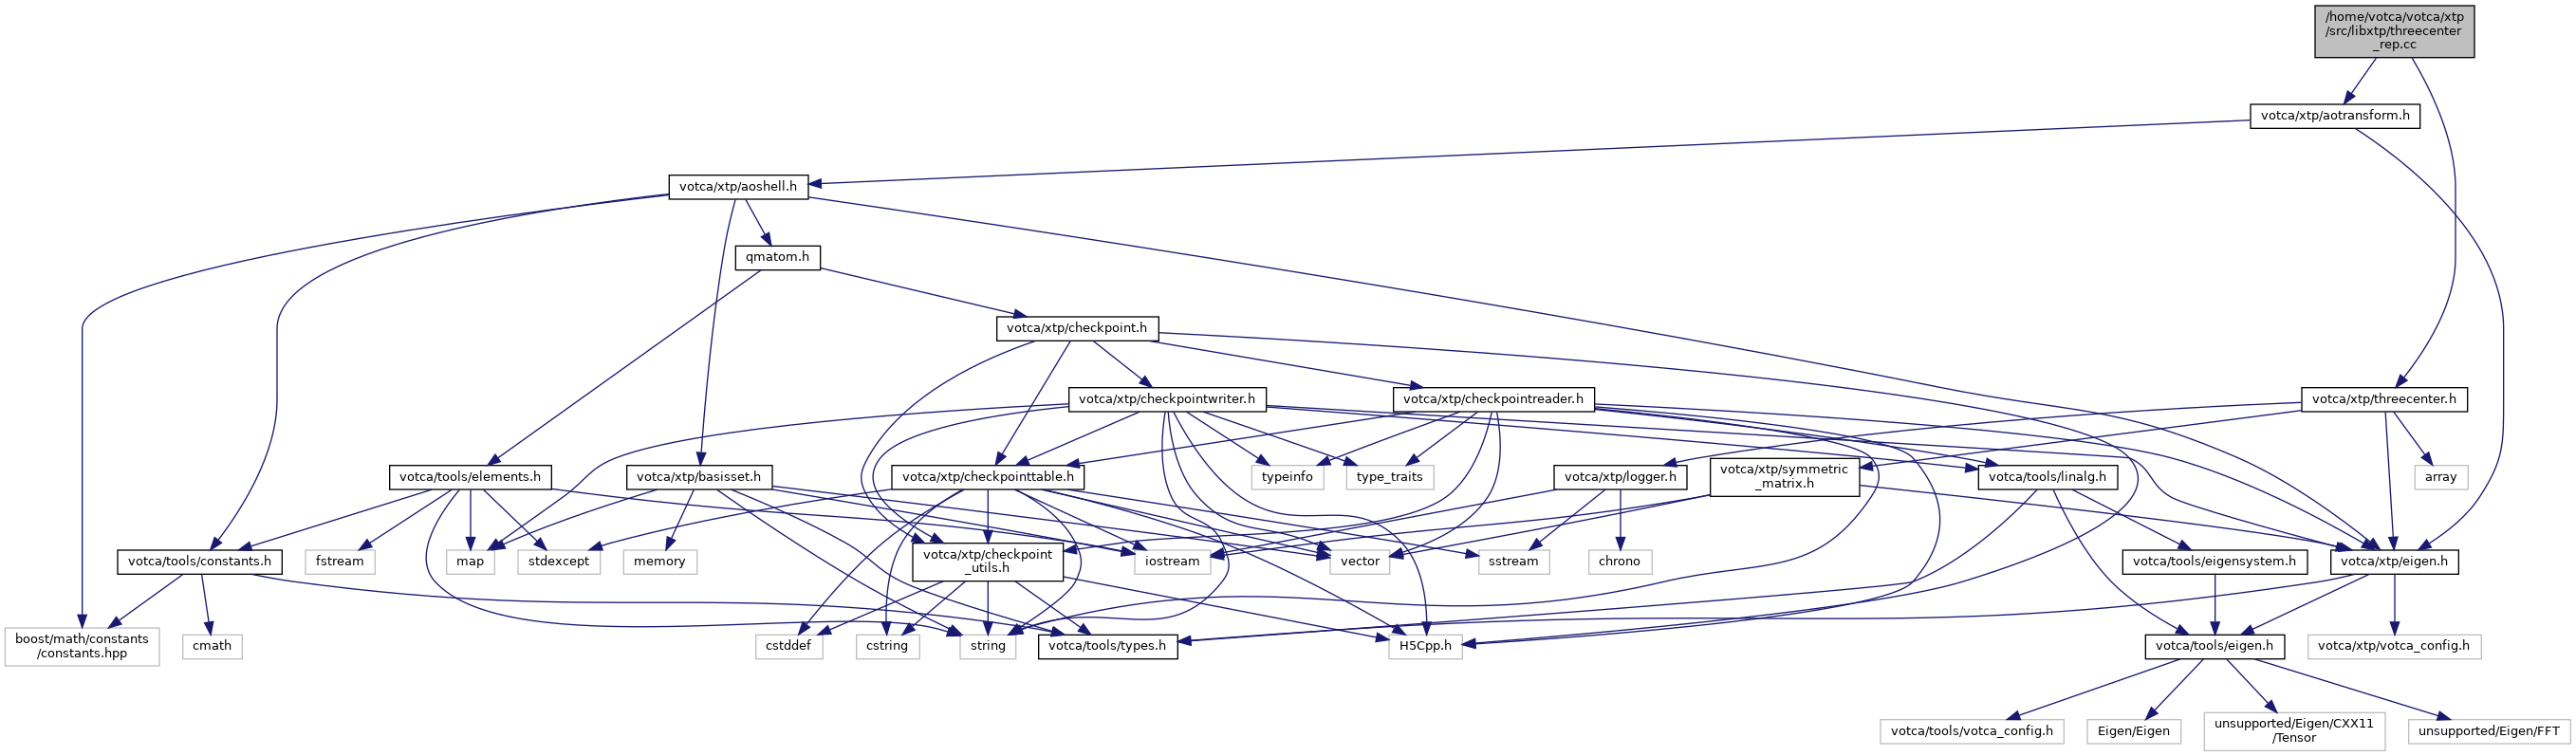 /home/votca/votca/xtp
/src/libxtp/threecenter
_rep.cc
votca/xtp/aotransform.h
votca/xtp/aoshell.h
qmatom.h
votca/xtp/checkpoint.h
votca/xtp/checkpointwriter.h
votca/xtp/checkpointreader.h
votca/xtp/threecenter.h
votca/tools/elements.h
votca/xtp/basisset.h
votca/xtp/checkpointtable.h
typeinfo
type_traits
votca/xtp/logger.h
votca/xtp/symmetric
_matrix.h
votca/tools/linalg.h
array
votca/tools/constants.h
fstream
map
stdexcept
memory
votca/xtp/checkpoint
_utils.h
iostream
vector
sstream
chrono
votca/tools/eigensystem.h
votca/xtp/eigen.h
boost/math/constants
/constants.hpp
cmath
cstddef
cstring
string
votca/tools/types.h
H5Cpp.h
votca/tools/eigen.h
votca/xtp/votca_config.h
votca/tools/votca_config.h
Eigen/Eigen
unsupported/Eigen/CXX11
/Tensor
unsupported/Eigen/FFT